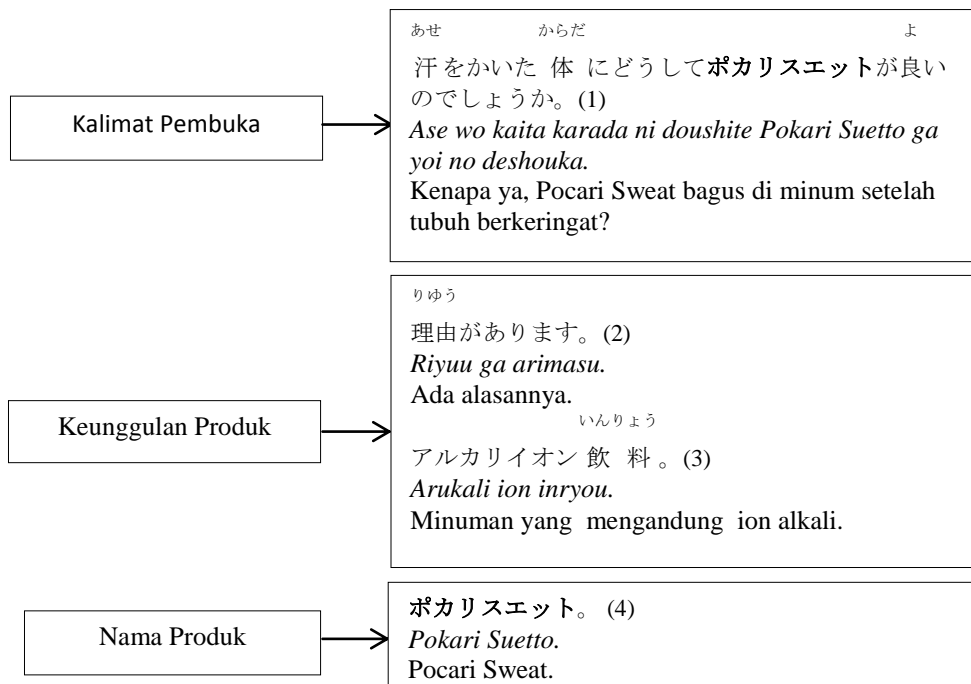 Kalimat Pembuka
あせ からだ よ
汗をかいた 体 にどうしてポカリスエットが良い
のでしょうか。(1)
Ase wo kaita karada ni doushite Pokari Suetto ga
yoi no deshouka.
Kenapa ya, Pocari Sweat bagus di minum setelah
tubuh berkeringat?
Keunggulan Produk
りゆう
理由があります。(2)
Riyuu ga arimasu.
Ada alasannya.
いんりょう
アルカリイオン 飲 料 。(3)
Arukali ion inryou.
Minuman yang mengandung ion alkali.
Nama Produk
ポカリスエット。 (4)
Pokari Suetto.
Pocari Sweat.